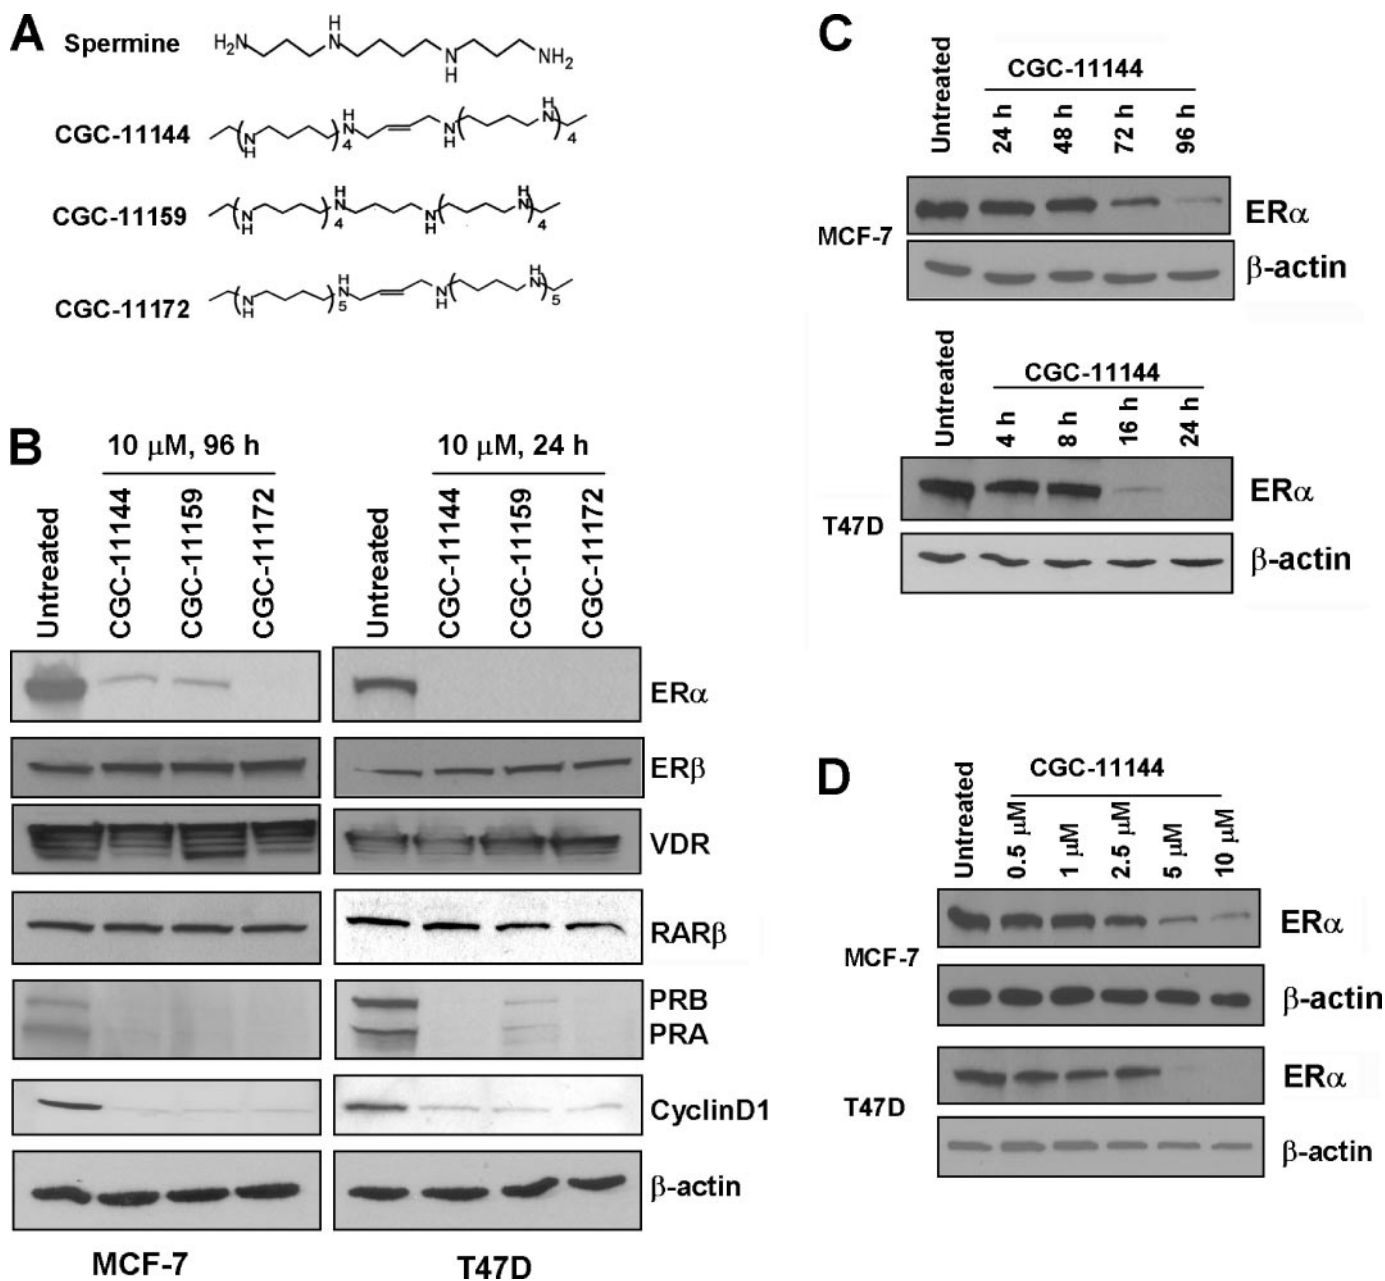 A
Spermine
H2N
H
N
N
H
NH2
CGC-11144
N
H
4
H
N
N
H
H
N
4
CGC-11159
N
H
4
H
N
N
H
H
N
4
CGC-11172
N
H
5
H
N
N
H
H
N
5
B
10 µM, 96 h
10 µM, 24 h
Untreated
CGC-11144
CGC-11159
CGC-11172
Untreated
CGC-11144
CGC-11159
CGC-11172
ERα
ERβ
VDR
RARβ
PRB
PRA
CyclinD1
β-actin
MCF-7
T47D
C
Untreated
CGC-11144
24 h
48 h
72 h
96 h
MCF-7
ERα
β-actin
Untreated
CGC-11144
4 h
8 h
16 h
24 h
T47D
ERα
β-actin
D
Untreated
CGC-11144
0.5 µM
1 µM
2.5 µM
5 µM
10 µM
MCF-7
ERα
β-actin
T47D
ERα
β-actin